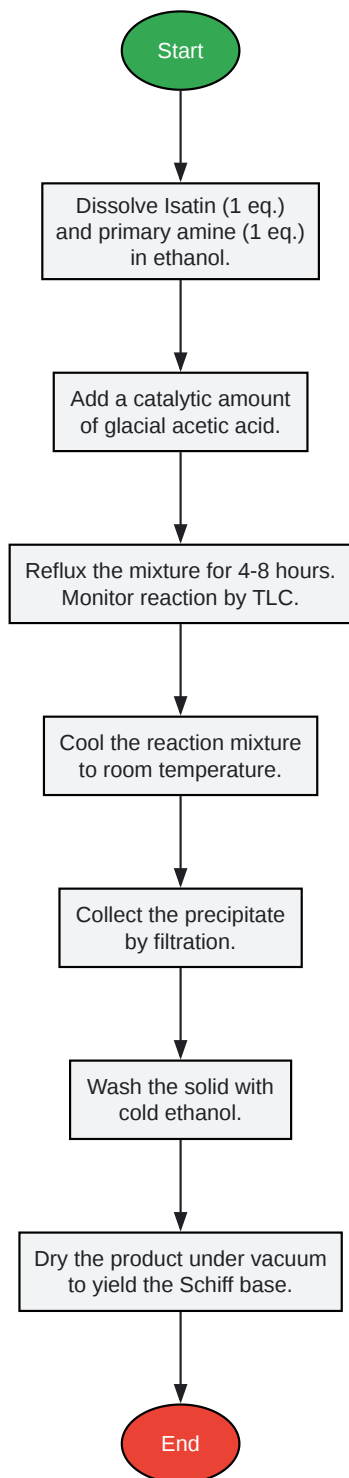 Start
Dissolve Isatin (1 eq.)
and primary amine (1 eq.)
in ethanol.
Add a catalytic amount
of glacial acetic acid.
Reflux the mixture for 4-8 hours.
Monitor reaction by TLC.
Cool the reaction mixture
to room temperature.
Collect the precipitate
by filtration.
Wash the solid with
cold ethanol.
Dry the product under vacuum
to yield the Schiff base.
End